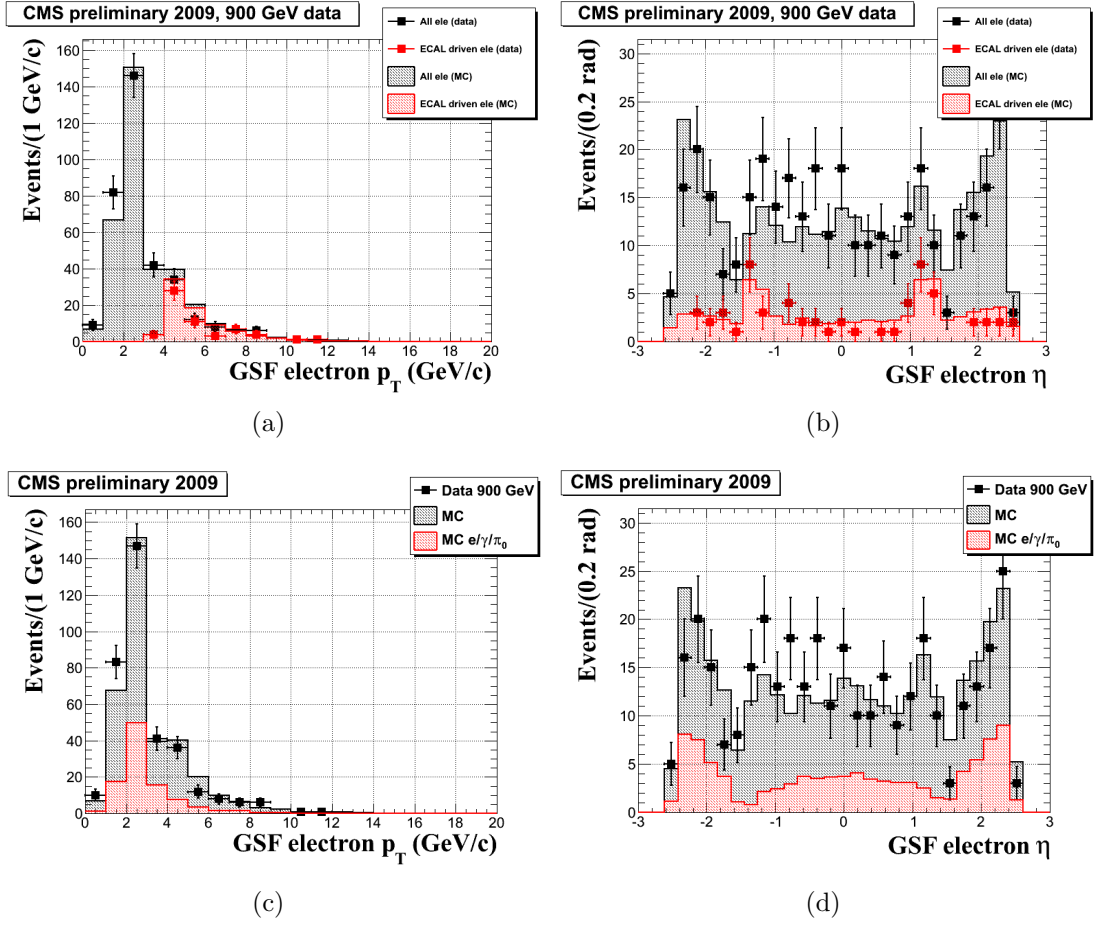 CMS preliminary 2009, 900 GeV data
All ele (data)
ECAL driven ele (data)
All ele (MC)
ECAL driven ele (MC)
Events/(1 GeV/c)
160
140
120
100
80
60
40
20
0
0 2 4 6 8 10 12 14 16 18 20
GSF electron p_T (GeV/c)
(a)
CMS preliminary 2009, 900 GeV data
All ele (data)
ECAL driven ele (data)
All ele (MC)
ECAL driven ele (MC)
Events/(0.2 rad)
30
25
20
15
10
5
0
-3 -2 -1 0 1 2 3
GSF electron η
(b)
CMS preliminary 2009
Data 900 GeV
MC
MC e/γ/π₀
Events/(1 GeV/c)
160
140
120
100
80
60
40
20
0
0 2 4 6 8 10 12 14 16 18 20
GSF electron p_T (GeV/c)
(c)
CMS preliminary 2009
Data 900 GeV
MC
MC e/γ/π₀
Events/(0.2 rad)
30
25
20
15
10
5
0
-3 -2 -1 0 1 2 3
GSF electron η
(d)